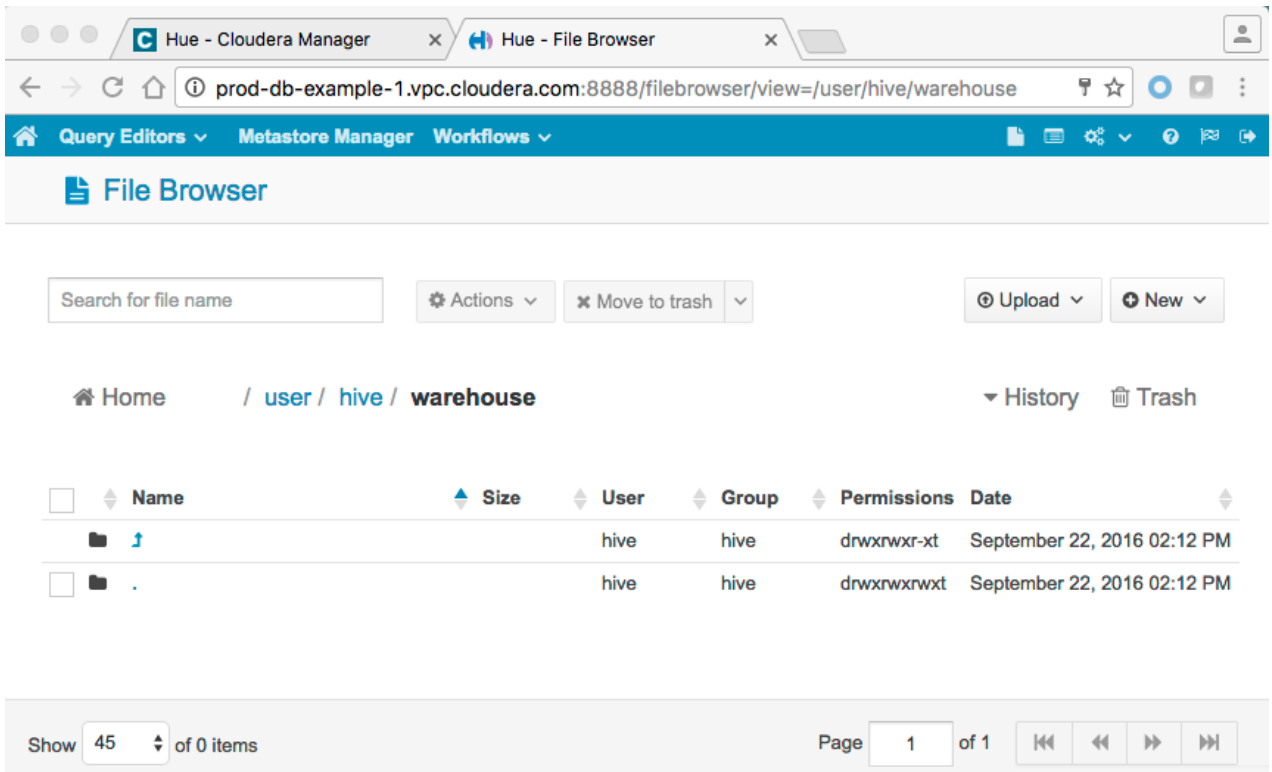 Hue - Cloudera Manager Hue - File Browser
prod-db-example-1.vpc.cloudera.com:8888/filebrowser/view=/user/hive/warehouse
Query Editors Metastore Manager Workflows
File Browser
Search for file name Actions Move to trash Upload New
Home / user / hive / warehouse History Trash
Name Size User Group Permissions Date
hive hive drwxrwxr-xt September 22, 2016 02:12 PM
. hive hive drwxrwxrwxt September 22, 2016 02:12 PM
Show 45 of 0 items Page 1 of 1